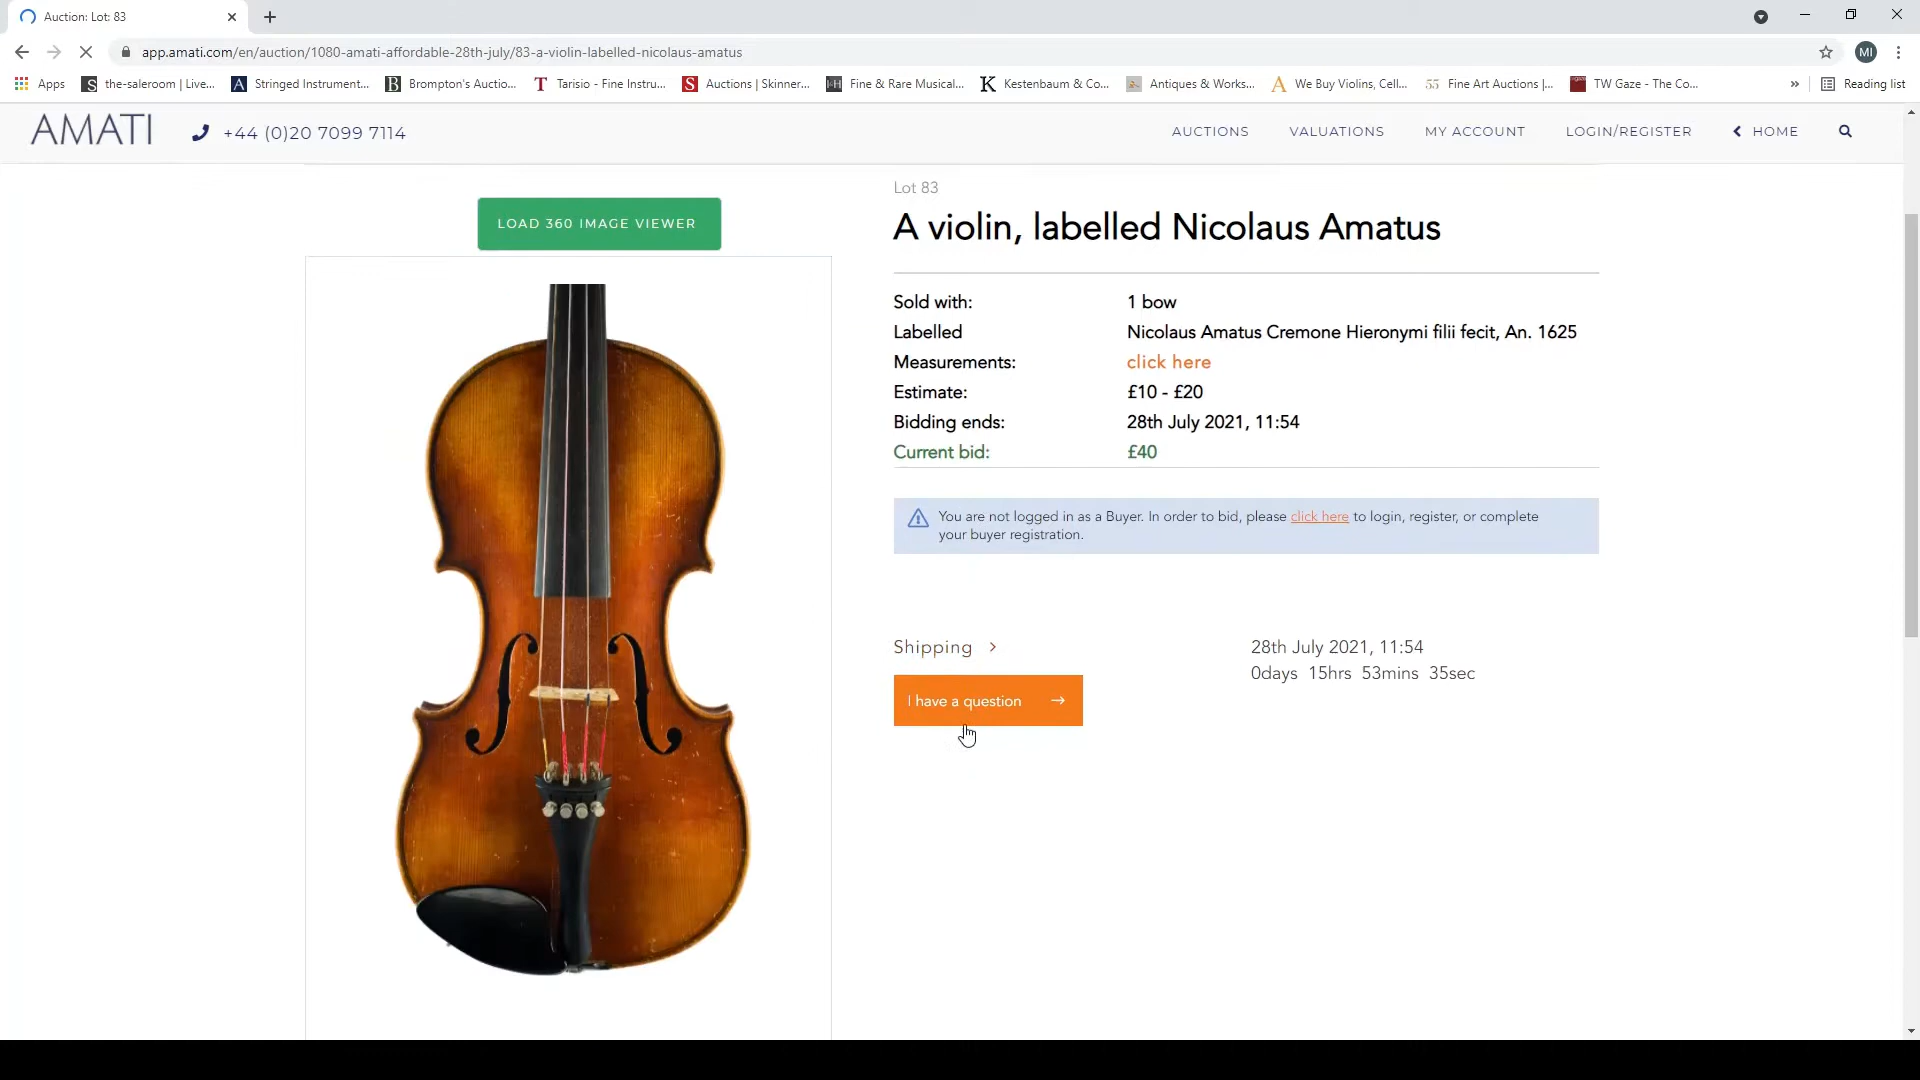 Auction: Lot: 83
app.amati.com/en/auction/1080-amati-affordable-28th-july/83-a-violin-labelled-nicolaus-amatus
MI
Apps
S the-saleroom | Live...
A Stringed Instrument...
B Brompton's Auctio...
T Tarisio - Fine Instru...
S Auctions | Skinner...
Fine & Rare Musical...
K Kestenbaum & Co...
Antiques & Works...
A We Buy Violins, Cell...
Fine Art Auctions |...
TW Gaze - The Co...
»
Reading list
AMATI
+44 (0)20 7099 7114
AUCTIONS
VALUATIONS
MY ACCOUNT
LOGIN/REGISTER
HOME
LOAD 360 IMAGE VIEWER
Lot 83
A violin, labelled Nicolaus Amatus
Sold with: 1 bow
Labelled Nicolaus Amatus Cremone Hieronymi filii fecit, An. 1625
Measurements: click here
Estimate: £10 - £20
Bidding ends: 28th July 2021, 11:54
Current bid: £40
You are not logged in as a Buyer. In order to bid, please click here to login, register, or complete
your buyer registration.
Shipping >
28th July 2021, 11:54
0days 15hrs 53mins 35sec
I have a question →